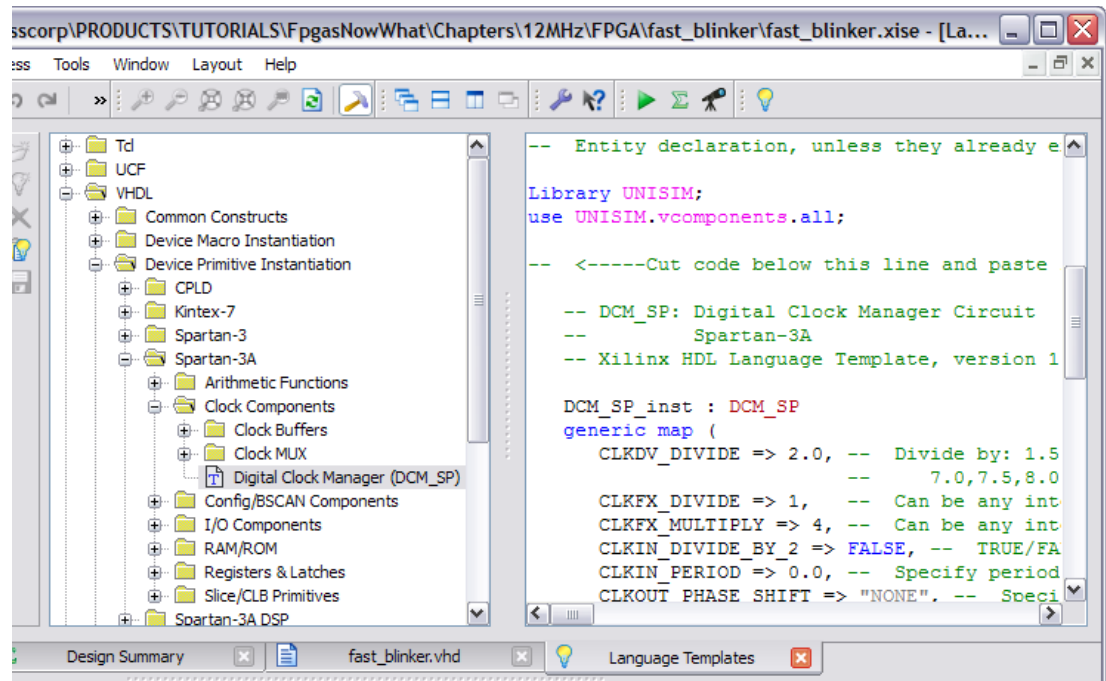 sscorp\PRODUCTS\TUTORIALS\FpgasNowWhat\Chapters\12MHz\FPGA\fast_blinker\fast_blinker.xise - [La...
ess Tools Window Layout Help
»
Tcl
UCF
VHDL
Common Constructs
Device Macro Instantiation
Device Primitive Instantiation
CPLD
Kintex-7
Spartan-3
Spartan-3A
Arithmetic Functions
Clock Components
Clock Buffers
Clock MUX
Digital Clock Manager (DCM_SP)
Config/BSCAN Components
I/O Components
RAM/ROM
Registers & Latches
Slice/CLB Primitives
Spartan-3A DSP
-- Entity declaration, unless they already e
Library UNISIM;
use UNISIM.vcomponents.all;
-- <-----Cut code below this line and paste
-- DCM_SP: Digital Clock Manager Circuit
-- Spartan-3A
-- Xilinx HDL Language Template, version 1
DCM_SP_inst : DCM_SP
generic map (
CLKDV_DIVIDE => 2.0, -- Divide by: 1.5
-- 7.0,7.5,8.0
CLKFX_DIVIDE => 1, -- Can be any int
CLKFX_MULTIPLY => 4, -- Can be any int
CLKIN_DIVIDE_BY_2 => FALSE, -- TRUE/FA
CLKIN_PERIOD => 0.0, -- Specify period
CLKOUT_PHASE_SHIFT => "NONE", -- Speci
Design Summary
fast_blinker.vhd
Language Templates